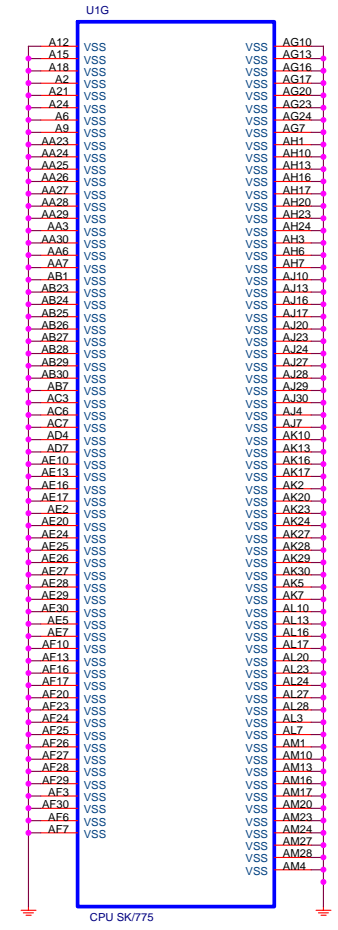 U1G
A12 VSS VSS AG10
A15 VSS VSS AG13
A18 VSS VSS AG16
A2 VSS VSS AG17
A21 VSS VSS AG20
A24 VSS VSS AG23
A6 VSS VSS AG24
A9 VSS VSS AG7
AA23 VSS VSS AH1
AA24 VSS VSS AH10
AA25 VSS VSS AH13
AA26 VSS VSS AH16
AA27 VSS VSS AH17
AA28 VSS VSS AH20
AA29 VSS VSS AH23
AA3 VSS VSS AH24
AA30 VSS VSS AH3
AA6 VSS VSS AH6
AA7 VSS VSS AH7
AB1 VSS VSS AJ10
AB23 VSS VSS AJ13
AB24 VSS VSS AJ16
AB25 VSS VSS AJ17
AB26 VSS VSS AJ20
AB27 VSS VSS AJ23
AB28 VSS VSS AJ24
AB29 VSS VSS AJ27
AB30 VSS VSS AJ28
AB7 VSS VSS AJ29
AC3 VSS VSS AJ30
AC6 VSS VSS AJ4
AC7 VSS VSS AJ7
AD4 VSS VSS AK10
AD7 VSS VSS AK13
AE10 VSS VSS AK16
AE13 VSS VSS AK17
AE16 VSS VSS AK2
AE17 VSS VSS AK20
AE2 VSS VSS AK23
AE20 VSS VSS AK24
AE24 VSS VSS AK27
AE25 VSS VSS AK28
AE26 VSS VSS AK29
AE27 VSS VSS AK30
AE28 VSS VSS AK5
AE29 VSS VSS AK7
AE30 VSS VSS AL10
AE5 VSS VSS AL13
AE7 VSS VSS AL16
AF10 VSS VSS AL17
AF13 VSS VSS AL20
AF16 VSS VSS AL23
AF17 VSS VSS AL24
AF20 VSS VSS AL27
AF23 VSS VSS AL28
AF24 VSS VSS AL3
AF25 VSS VSS AL7
AF26 VSS VSS AM1
AF27 VSS VSS AM10
AF28 VSS VSS AM13
AF29 VSS VSS AM16
AF3 VSS VSS AM17
AF30 VSS VSS AM20
AF6 VSS VSS AM23
AF7 VSS VSS AM24
VSS AM27
VSS AM28
VSS AM4
CPU SK/775